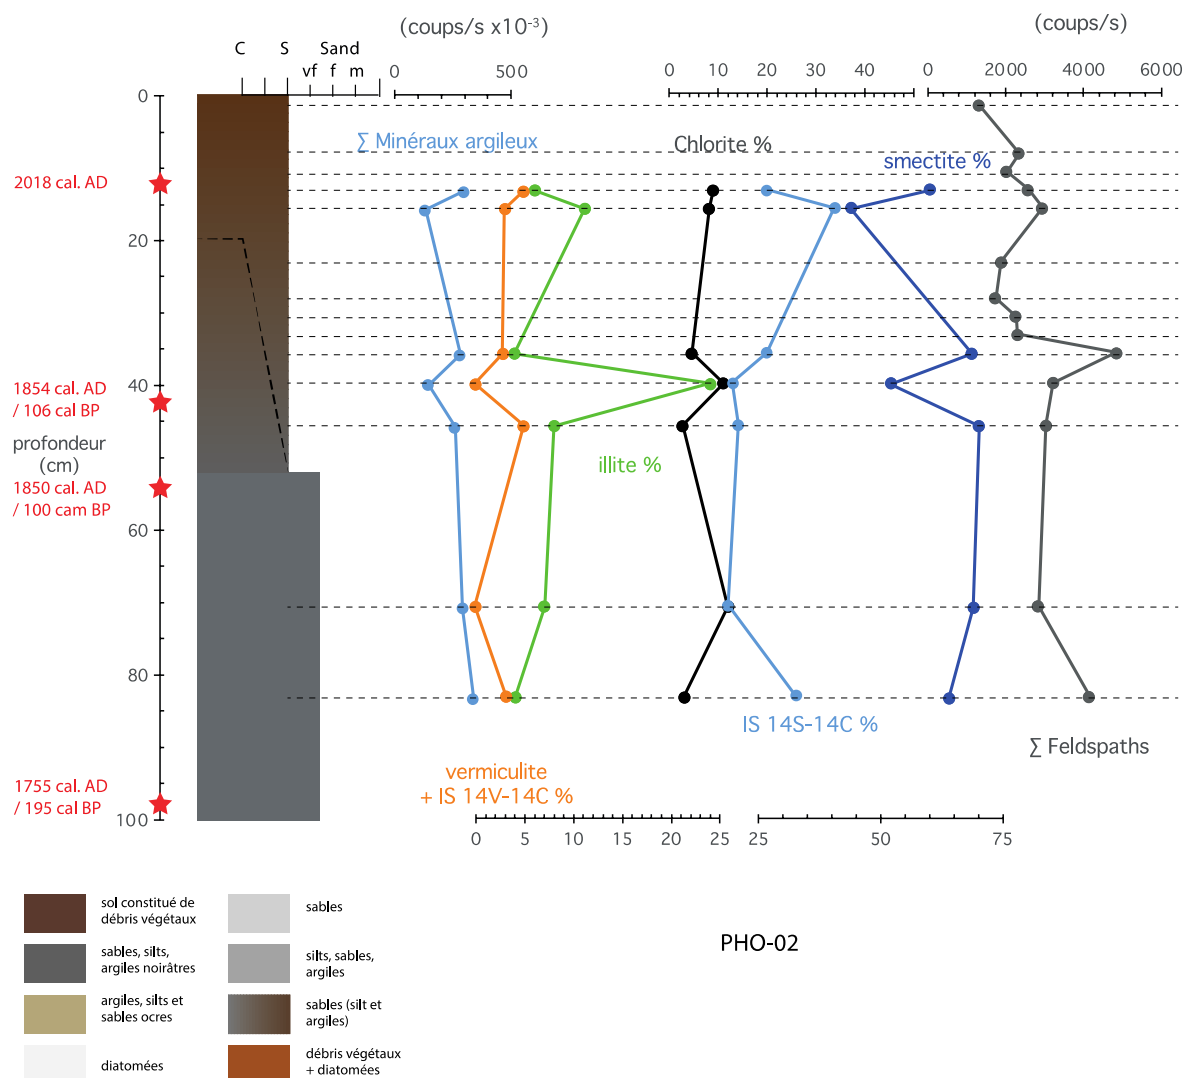 (coups/s x10⁻³)
(coups/s)
C S Sand
vf f m
0 500
0 10 20 30 40
0 2000 4000 6000
0
∑ Minéraux argileux
Chlorite %
smectite %
2018 cal. AD
20
1854 cal. AD
/ 106 cal BP
40
profondeur
(cm)
illite %
1850 cal. AD
/ 100 cam BP
60
80
IS 14S-14C %
∑ Feldspaths
vermiculite
+ IS 14V-14C %
1755 cal. AD
/ 195 cal BP
100
0 5 10 15 20 25
25 50 75
sol constitué de
débris végétaux
sables
sables, silts,
argiles noirâtres
silts, sables,
argiles
PHO-02
argiles, silts et
sables ocres
sables (silt et
argiles)
diatomées
débris végétaux
+ diatomées